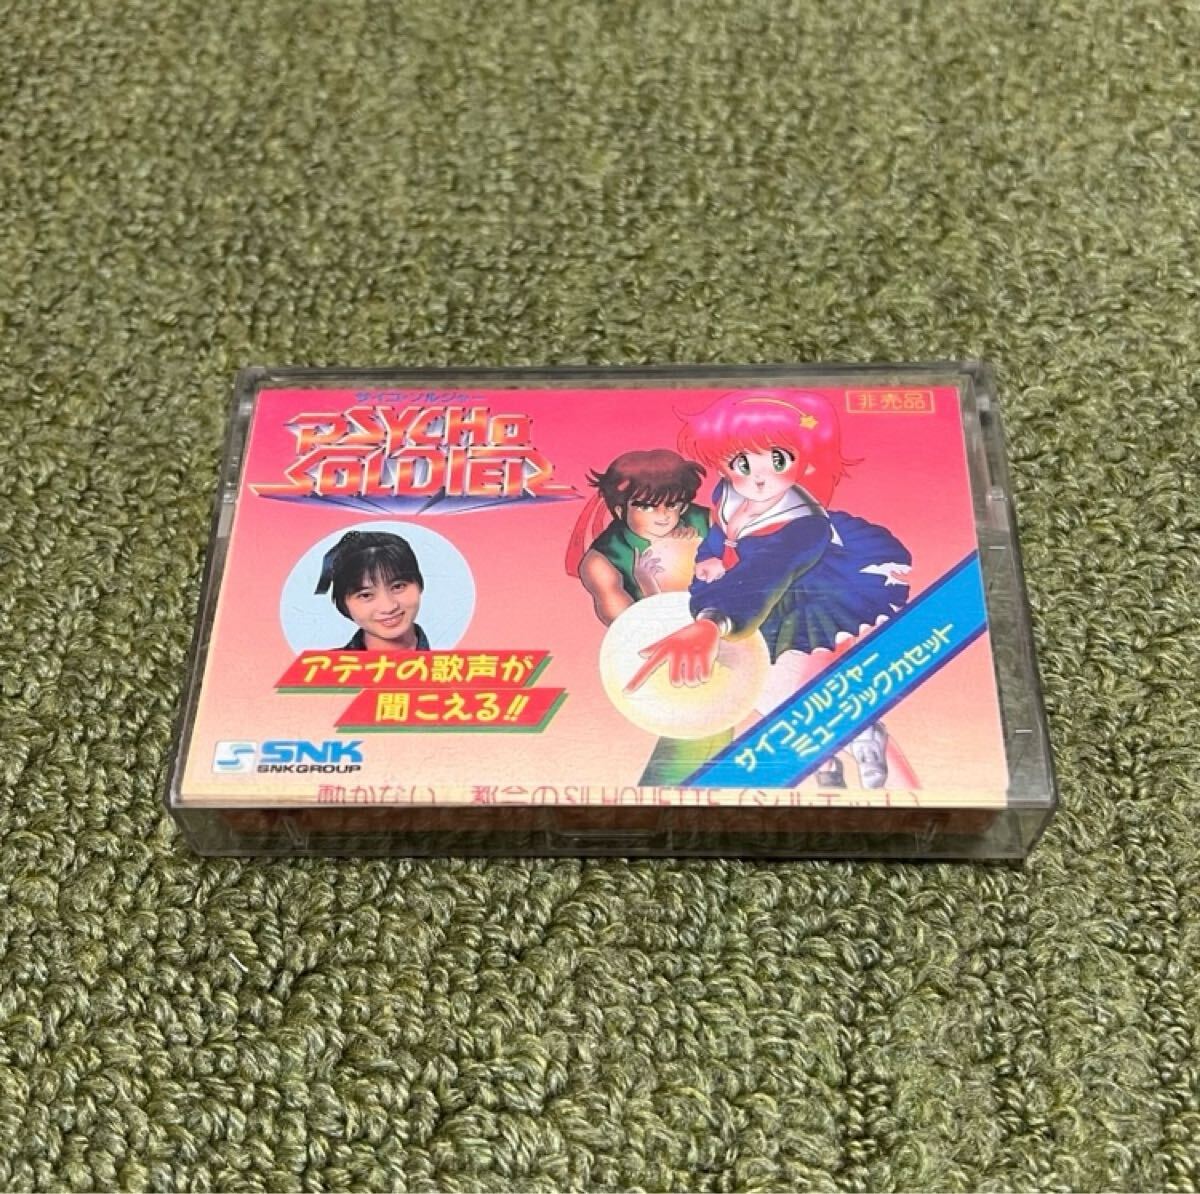 サイコ・ソルジャー
PSYCHO
SOLDIER
非売品
アテナの歌声が
聞こえる!!
サイコ・ソルジャー
ミュージックカセット
SNK
SNK GROUP
動かない 都会のSILHOUETTE(シルエット)